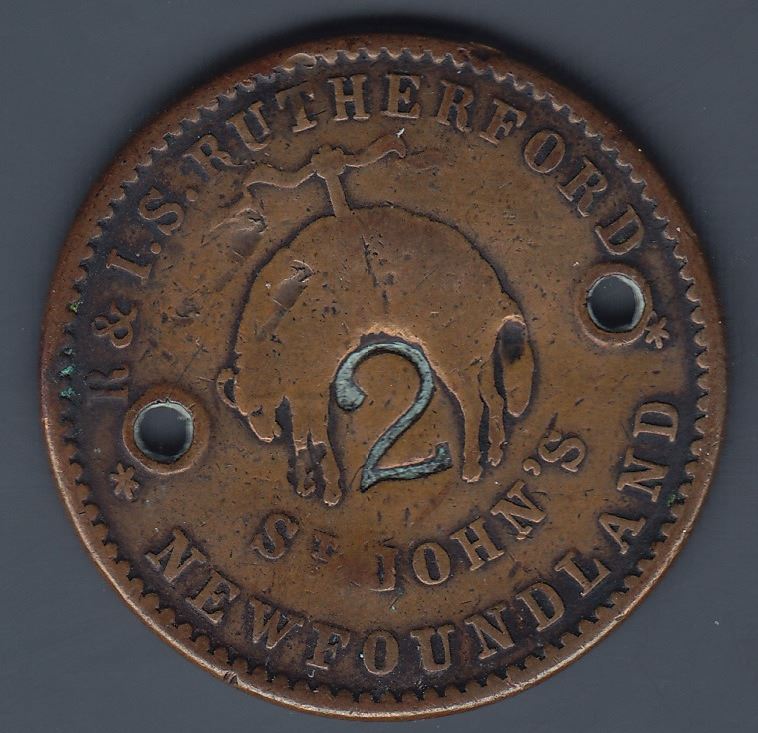 R & I.S. RUTHERFORD
2
ST JOHN'S
* NEWFOUNDLAND *